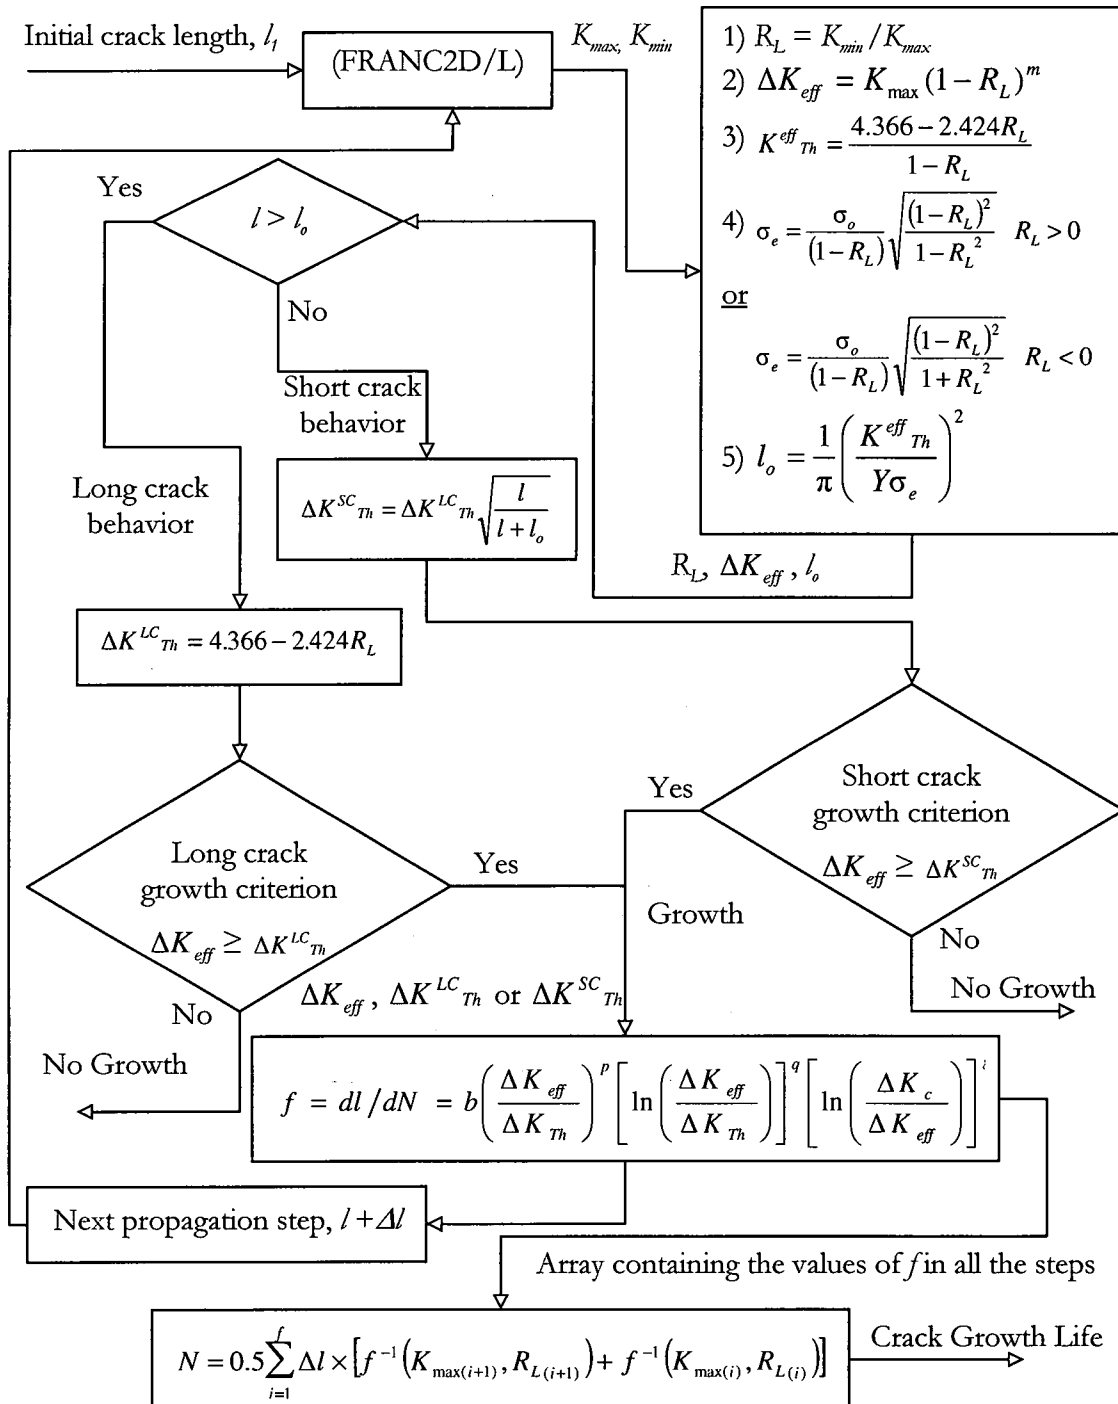 Initial crack length, l₁
(FRANC2D/L)
K_max, K_min
1) R_L = K_min/K_max
2) ΔK_eff = K_max (1 − R_L)^m
3) K^eff_Th = (4.366 − 2.424R_L)/(1 − R_L)
4) σ_e = σ_o/(1 − R_L) √((1 − R_L)²/(1 − R_L²)) R_L > 0
or
σ_e = σ_o/(1 − R_L) √((1 − R_L)²/(1 + R_L²)) R_L < 0
5) l_o = 1/π (K^eff_Th/Yσ_e)²
Yes
l > l_o
No
Short crack
behavior
Long crack
behavior
ΔK^SC_Th = ΔK^LC_Th √(l/(l + l_o))
R_L, ΔK_eff, l_o
ΔK^LC_Th = 4.366 − 2.424R_L
Yes
Short crack
growth criterion
ΔK_eff ≥ ΔK^SC_Th
Long crack
growth criterion
ΔK_eff ≥ ΔK^LC_Th
Yes
Growth
No
No Growth
ΔK_eff, ΔK^LC_Th or ΔK^SC_Th
No
No Growth
f = dl/dN = b(ΔK_eff/ΔK_Th)^p [ln(ΔK_eff/ΔK_Th)]^q [ln(ΔK_c/ΔK_eff)]
Next propagation step, l + Δl
Array containing the values of f in all the steps
N = 0.5 Σ_{i=1}^{f} Δl × [f⁻¹(K_max(i+1), R_L(i+1)) + f⁻¹(K_max(i), R_L(i))]
Crack Growth Life